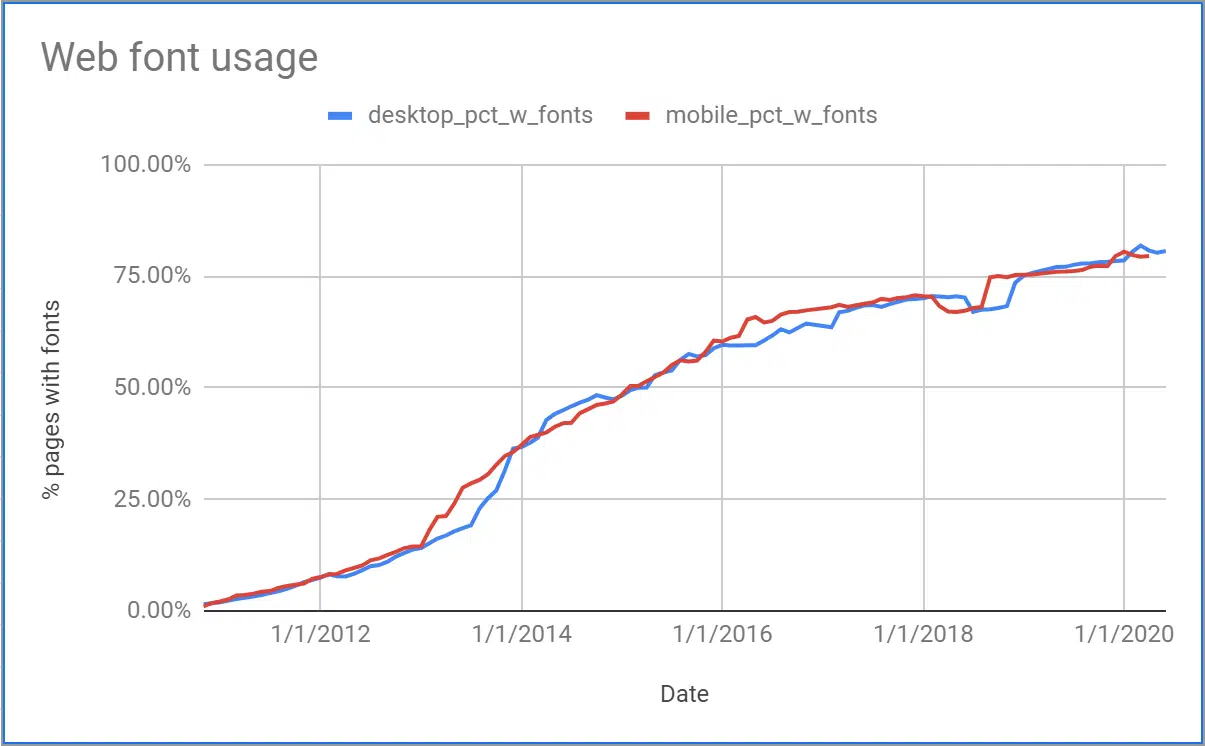 Web font usage
desktop_pct_w_fonts mobile_pct_w_fonts
100.00%
75.00%
50.00%
25.00%
0.00%
% pages with fonts
1/1/2012 1/1/2014 1/1/2016 1/1/2018 1/1/2020
Date